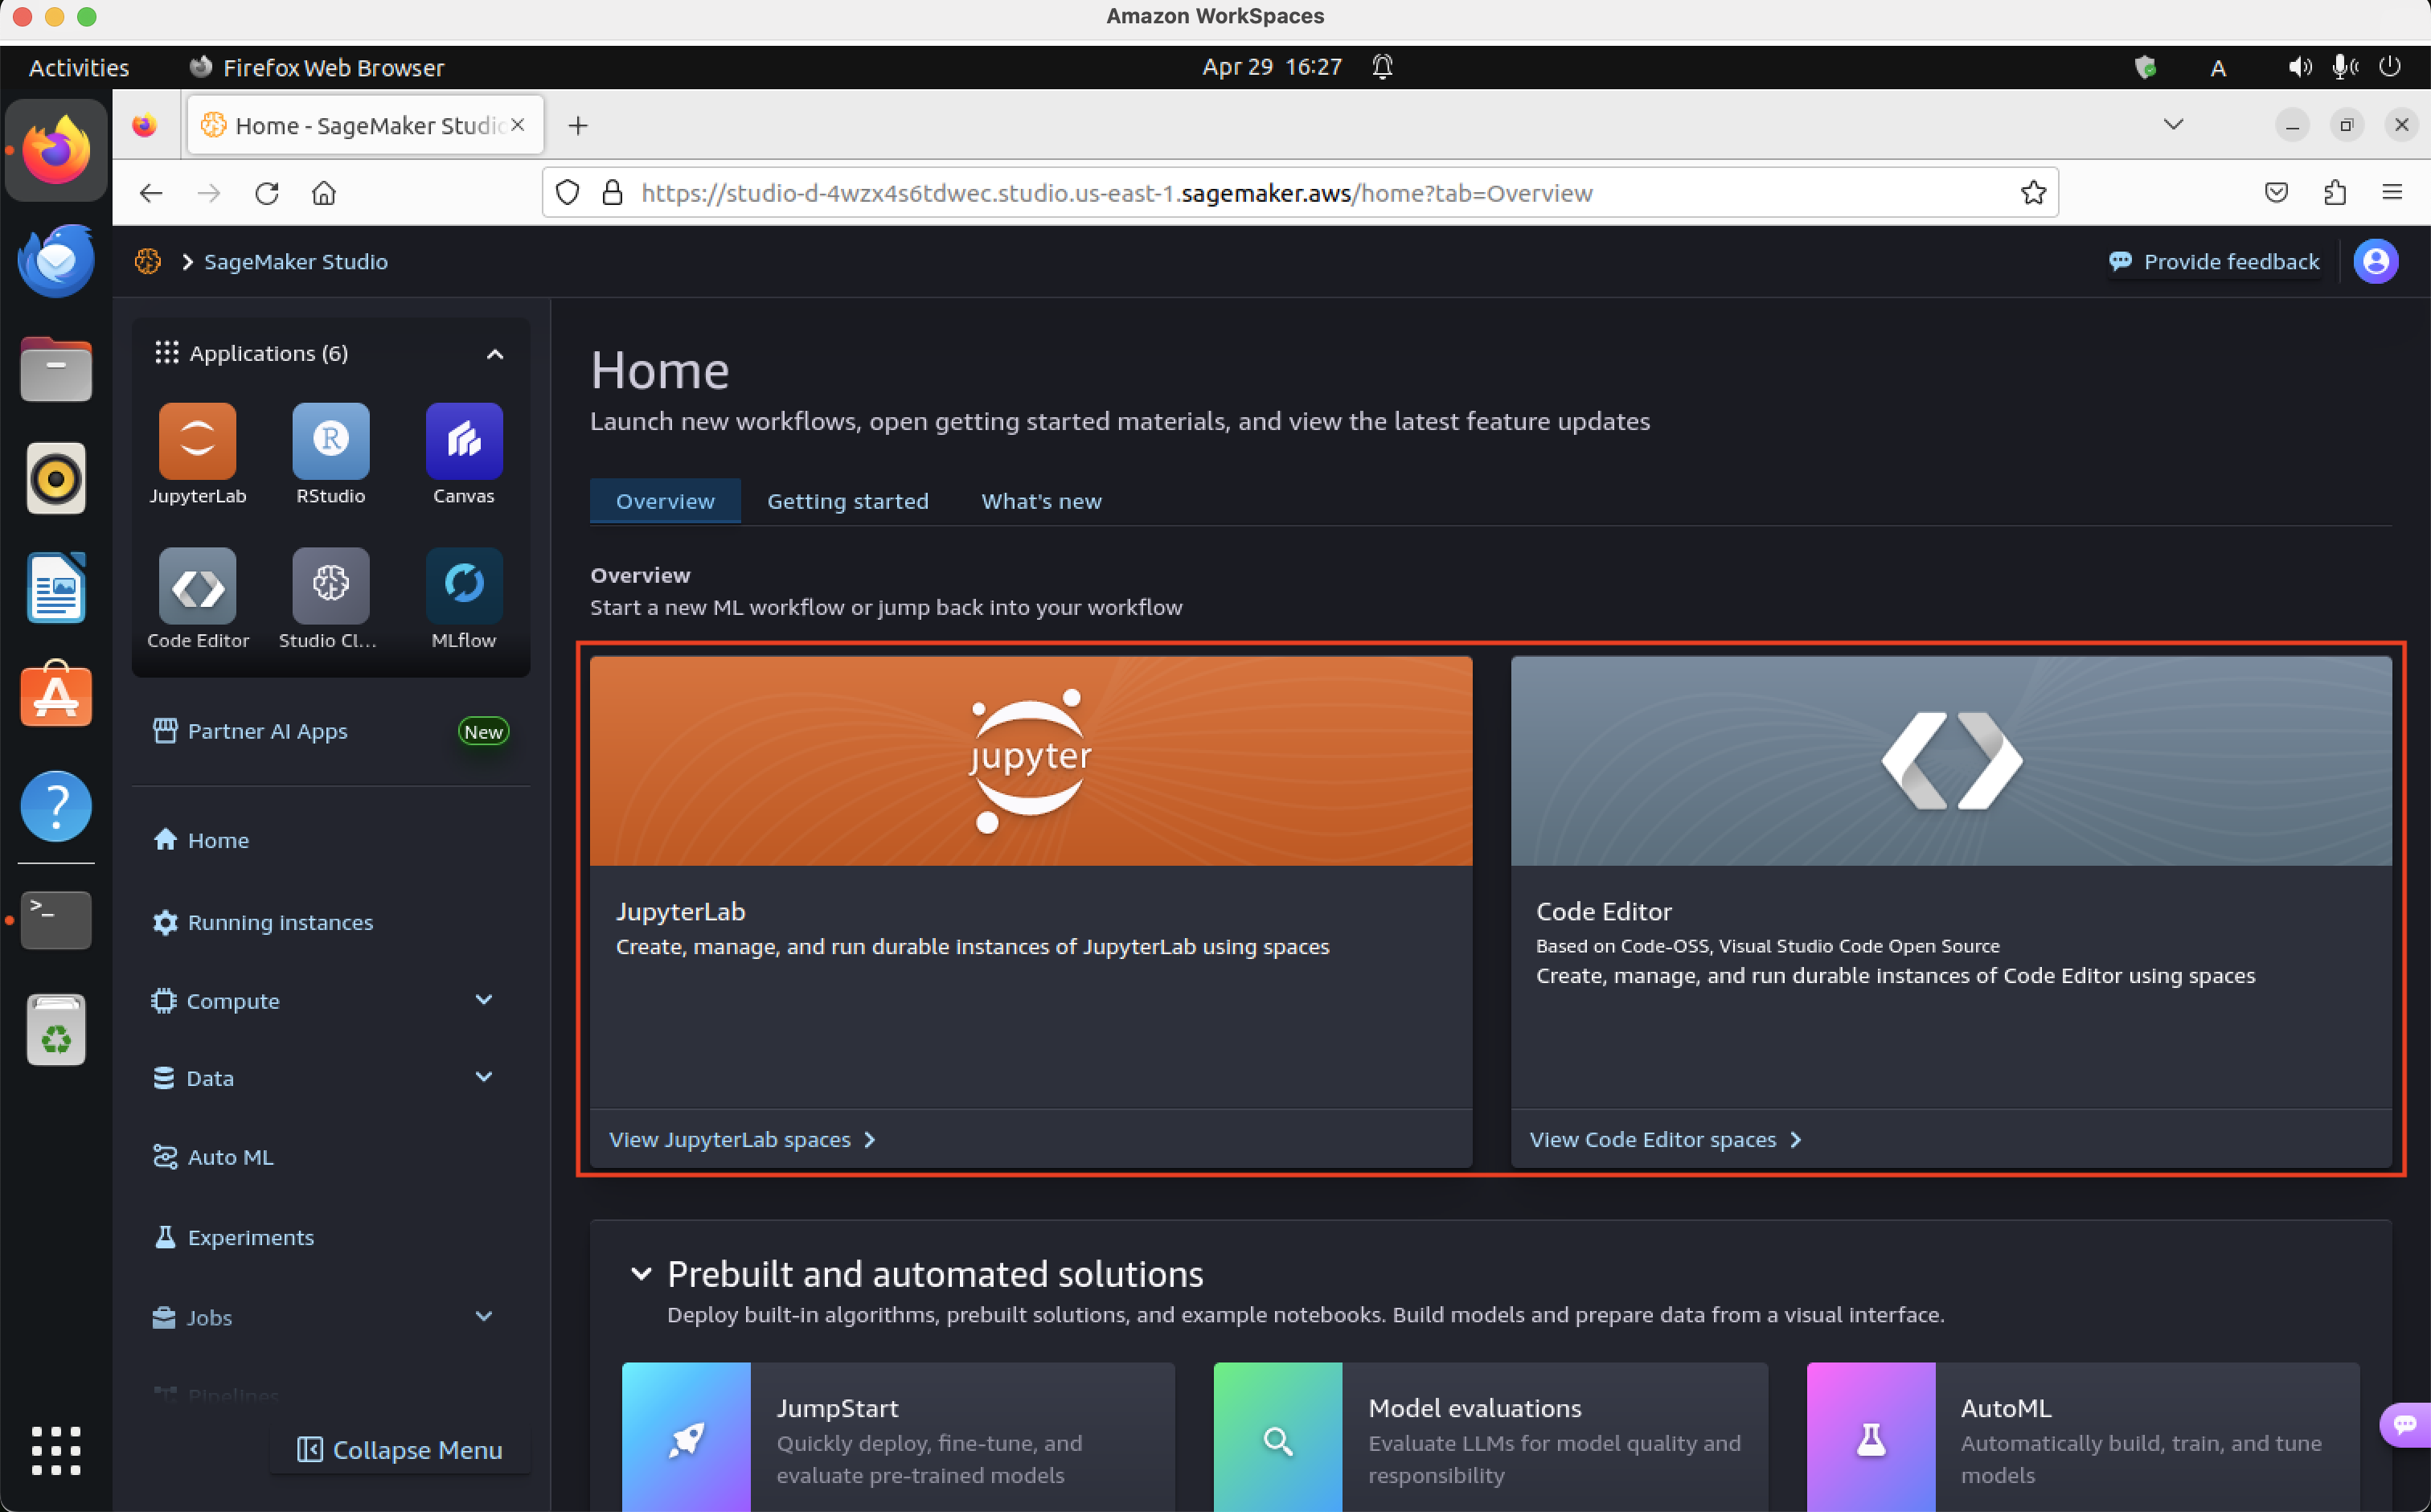 Amazon WorkSpaces
Activities
Firefox Web Browser
Apr 29 16:27
A
Home - SageMaker Studio
https://studio-d-4wzx4s6tdwec.studio.us-east-1.sagemaker.aws/home?tab=Overview
SageMaker Studio
Provide feedback
Applications (6)
JupyterLab
RStudio
Canvas
Code Editor
Studio Cl...
MLflow
Partner AI Apps
New
Home
Running instances
Compute
Data
Auto ML
Experiments
Jobs
Pipelines
Collapse Menu
Home
Launch new workflows, open getting started materials, and view the latest feature updates
Overview
Getting started
What's new
Overview
Start a new ML workflow or jump back into your workflow
jupyter
JupyterLab
Create, manage, and run durable instances of JupyterLab using spaces
View JupyterLab spaces
Code Editor
Based on Code-OSS, Visual Studio Code Open Source
Create, manage, and run durable instances of Code Editor using spaces
View Code Editor spaces
Prebuilt and automated solutions
Deploy built-in algorithms, prebuilt solutions, and example notebooks. Build models and prepare data from a visual interface.
JumpStart
Quickly deploy, fine-tune, and
evaluate pre-trained models
Model evaluations
Evaluate LLMs for model quality and
responsibility
AutoML
Automatically build, train, and tune
models